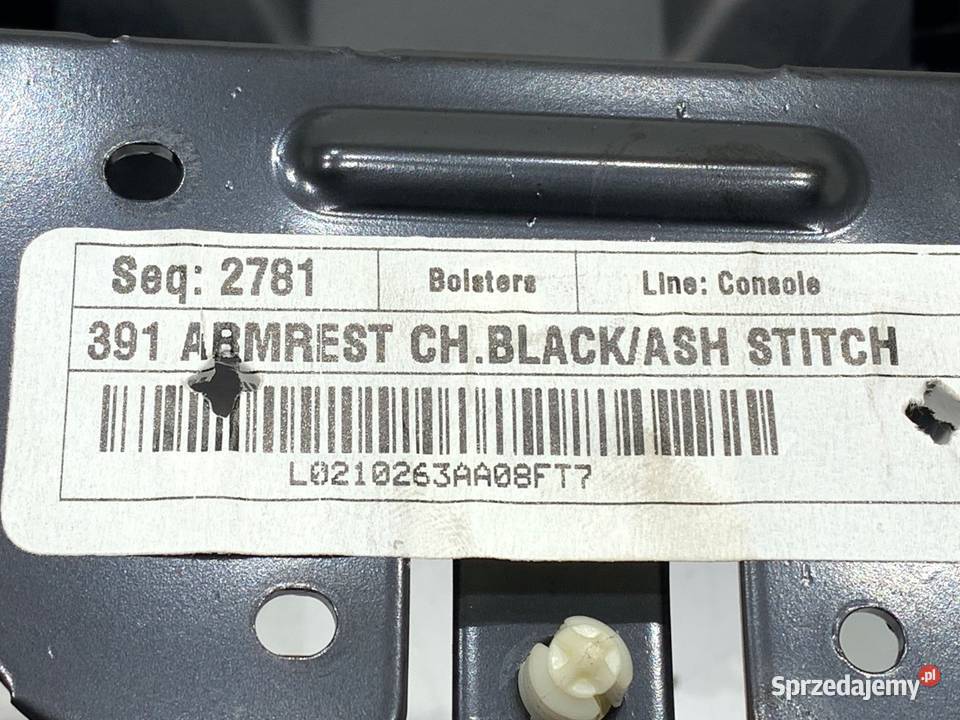 Seq: 2781 Bolsters Line: Console
391 ARMREST CH.BLACK/ASH STITCH
L0210263AA08FT7
Sprzedajemy.pl